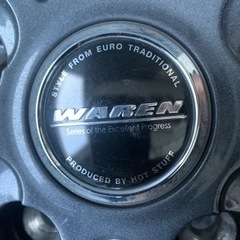 STYLE FROM EURO TRADITIONAL
WAREN
Series of the Excellent Progress
PRODUCED BY HOT STUFF